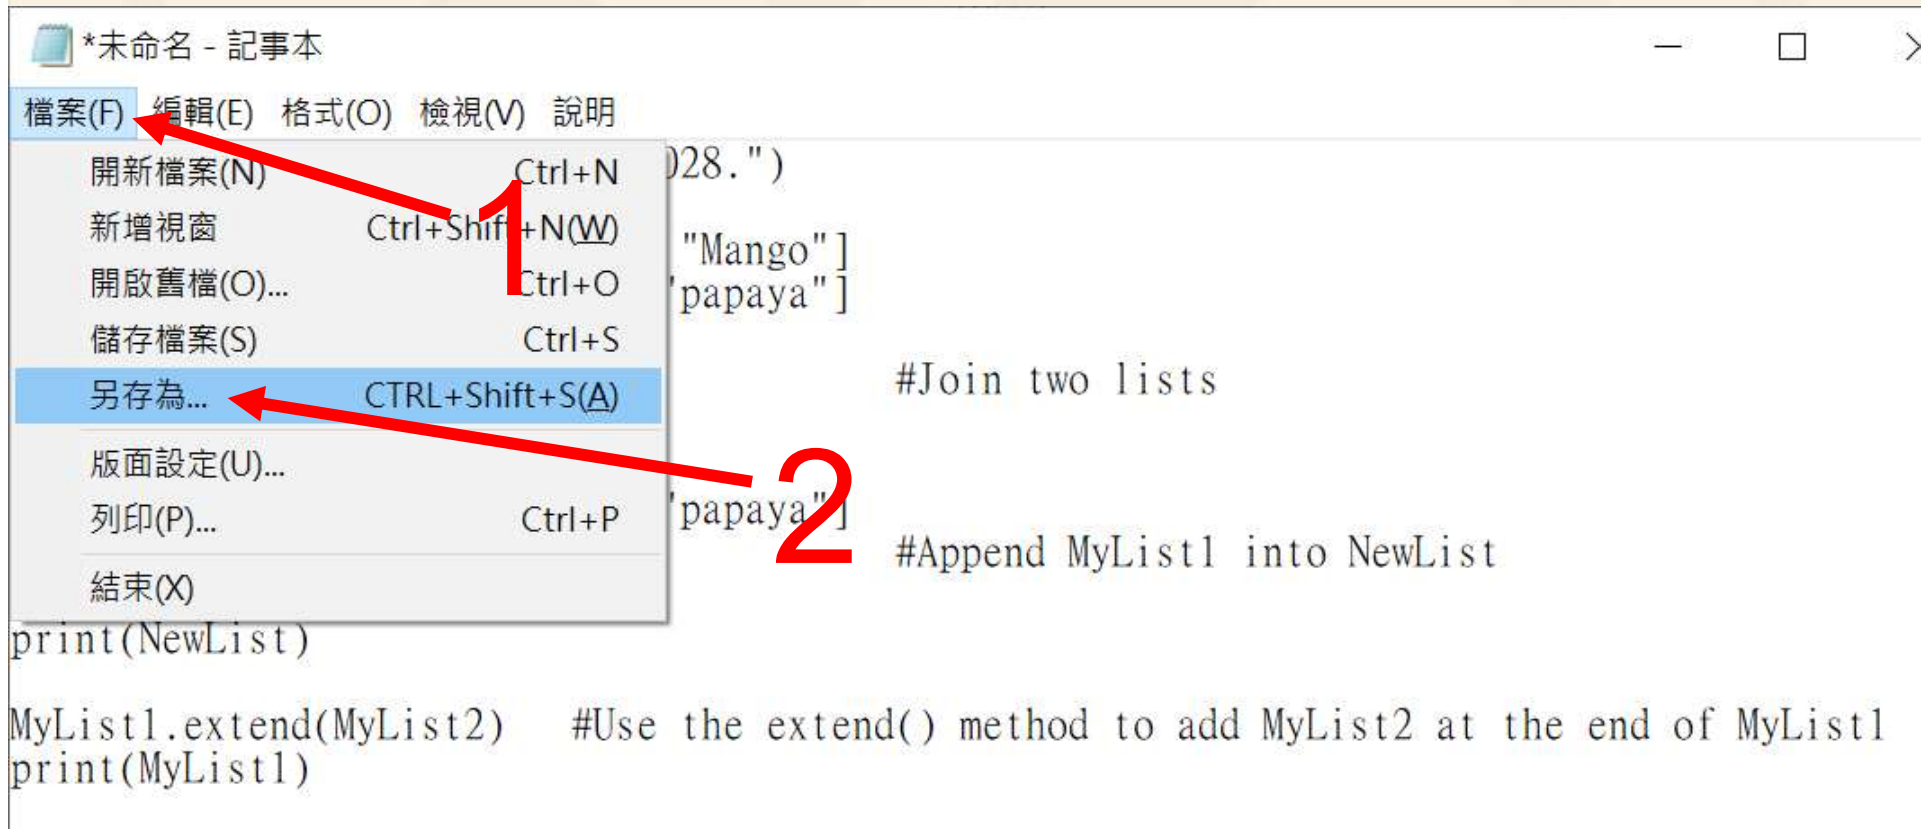 *未命名 - 記事本
檔案(F) 編輯(E) 格式(O) 檢視(V) 說明
開新檔案(N) Ctrl+N
新增視窗 Ctrl+Shift+N(W)
開啟舊檔(O)... Ctrl+O
儲存檔案(S) Ctrl+S
另存為... CTRL+Shift+S(A)
版面設定(U)...
列印(P)... Ctrl+P
結束(X)
1
2
028.")
"Mango"]
"papaya"]
#Join two lists
"papaya"]
#Append MyList1 into NewList
print(NewList)
MyList1.extend(MyList2) #Use the extend() method to add MyList2 at the end of MyList1
print(MyList1)